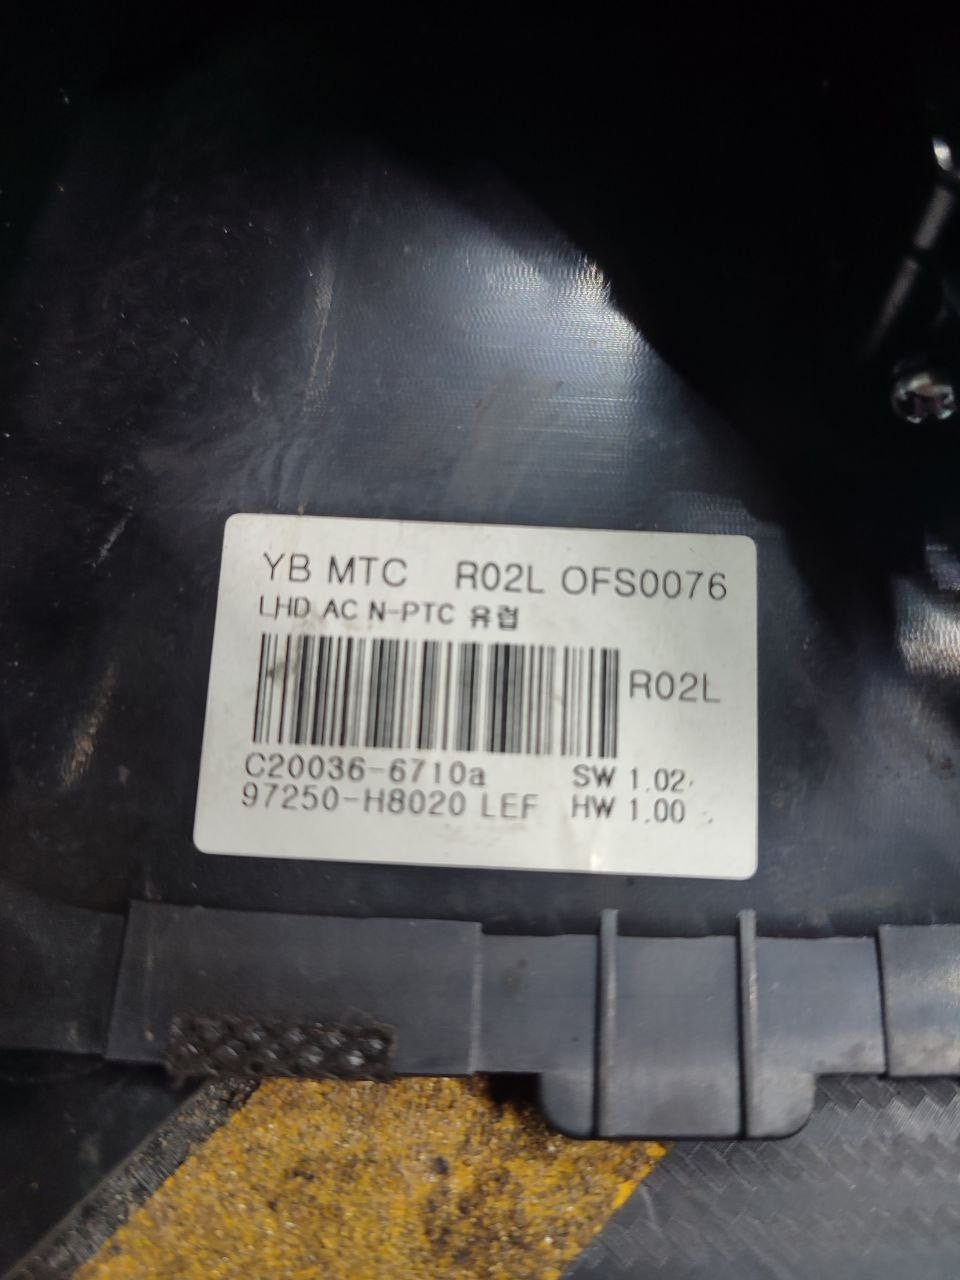 YB MTC R02L OFS0076
LHD AC N-PTC 유럽
R02L
C20036-6710a SW 1.02
97250-H8020 LEF HW 1.00